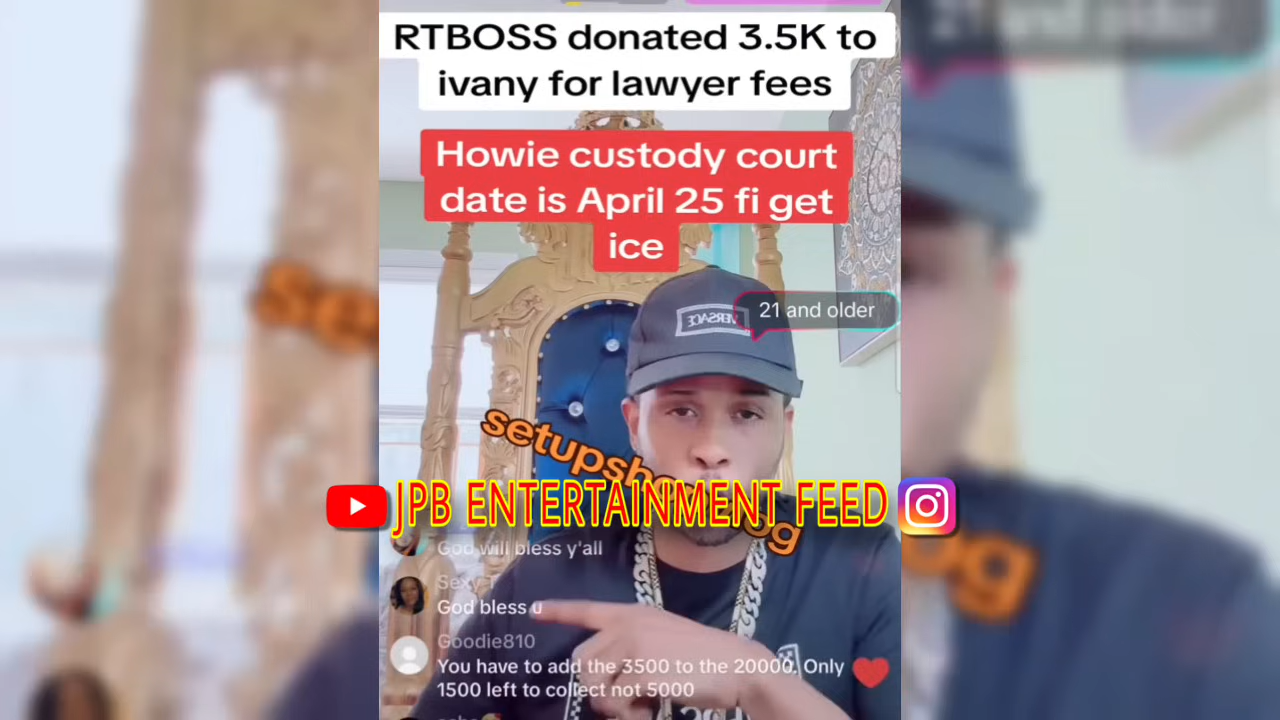 RTBOSS donated 3.5K to
ivany for lawyer fees
Howie custody court
date is April 25 fi get
ice
21 and older
VERSACE
JPB ENTERTAINMENT FEED
God will bless y'all
Sexy T
God bless u
Goodie810
You have to add the 3500 to the 20000. Only
1500 left to collect not 5000